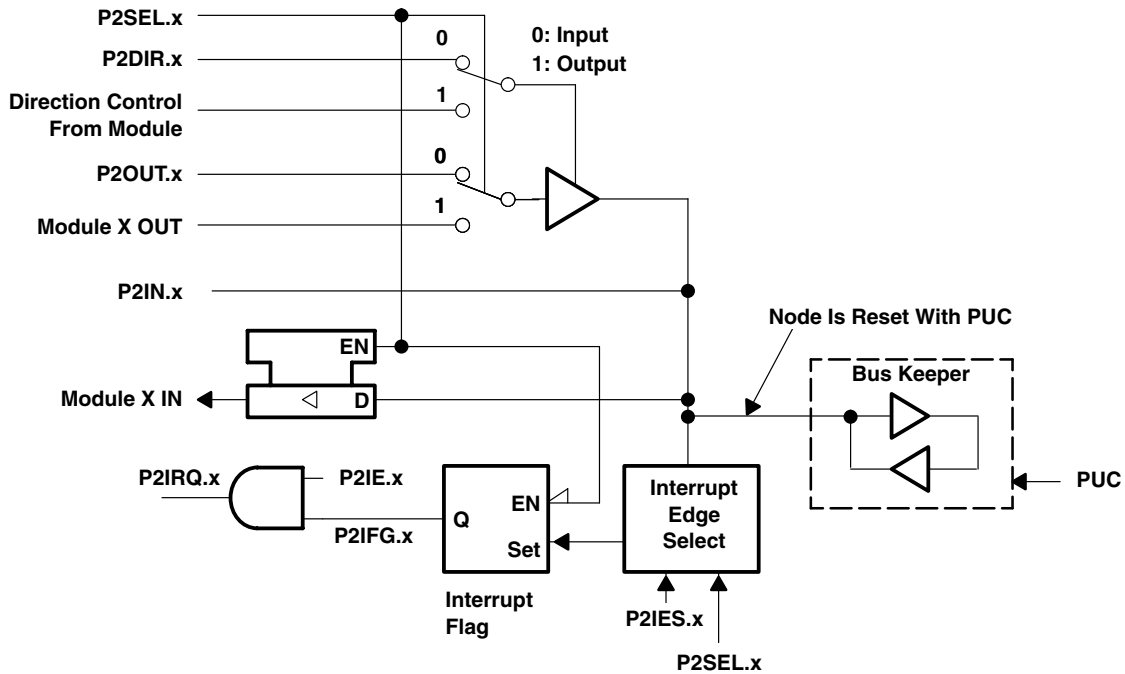 P2SEL.x
0
0: Input
1: Output
P2DIR.x
Direction Control
From Module
1
P2OUT.x
0
Module X OUT
1
P2IN.x
Node Is Reset With PUC
EN
Bus Keeper
Module X IN
D
P2IRQ.x
P2IE.x
P2IFG.x
Q
EN
Set
Interrupt
Edge
Select
PUC
Interrupt
Flag
P2IES.x
P2SEL.x